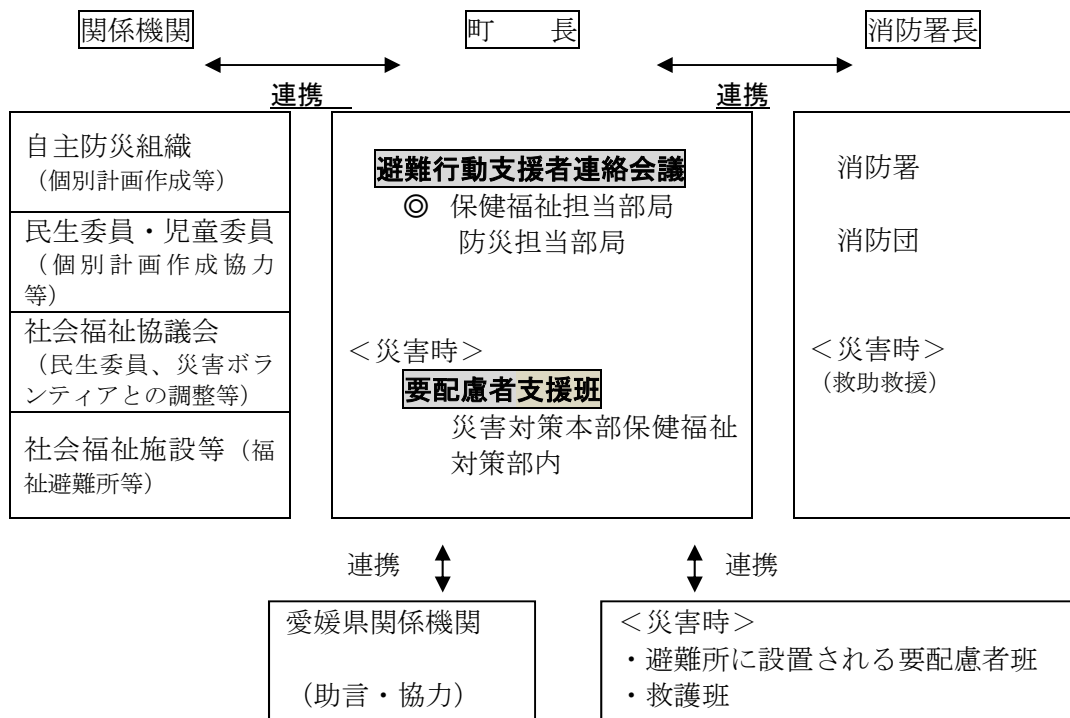 関係機関
町　　長
消防署長
連携
連携
自主防災組織
（個別計画作成等）
民生委員・児童委員
（個別計画作成協力
等）
社会福祉協議会
（民生委員、災害ボラ
ンティアとの調整等）
社会福祉施設等（福
祉避難所等）
避難行動支援者連絡会議
◎　保健福祉担当部局
防災担当部局
＜災害時＞
要配慮者支援班
災害対策本部保健福祉
対策部内
消防署
消防団
＜災害時＞
（救助救援）
連携
連携
愛媛県関係機関
（助言・協力）
＜災害時＞
・避難所に設置される要配慮者班
・救護班